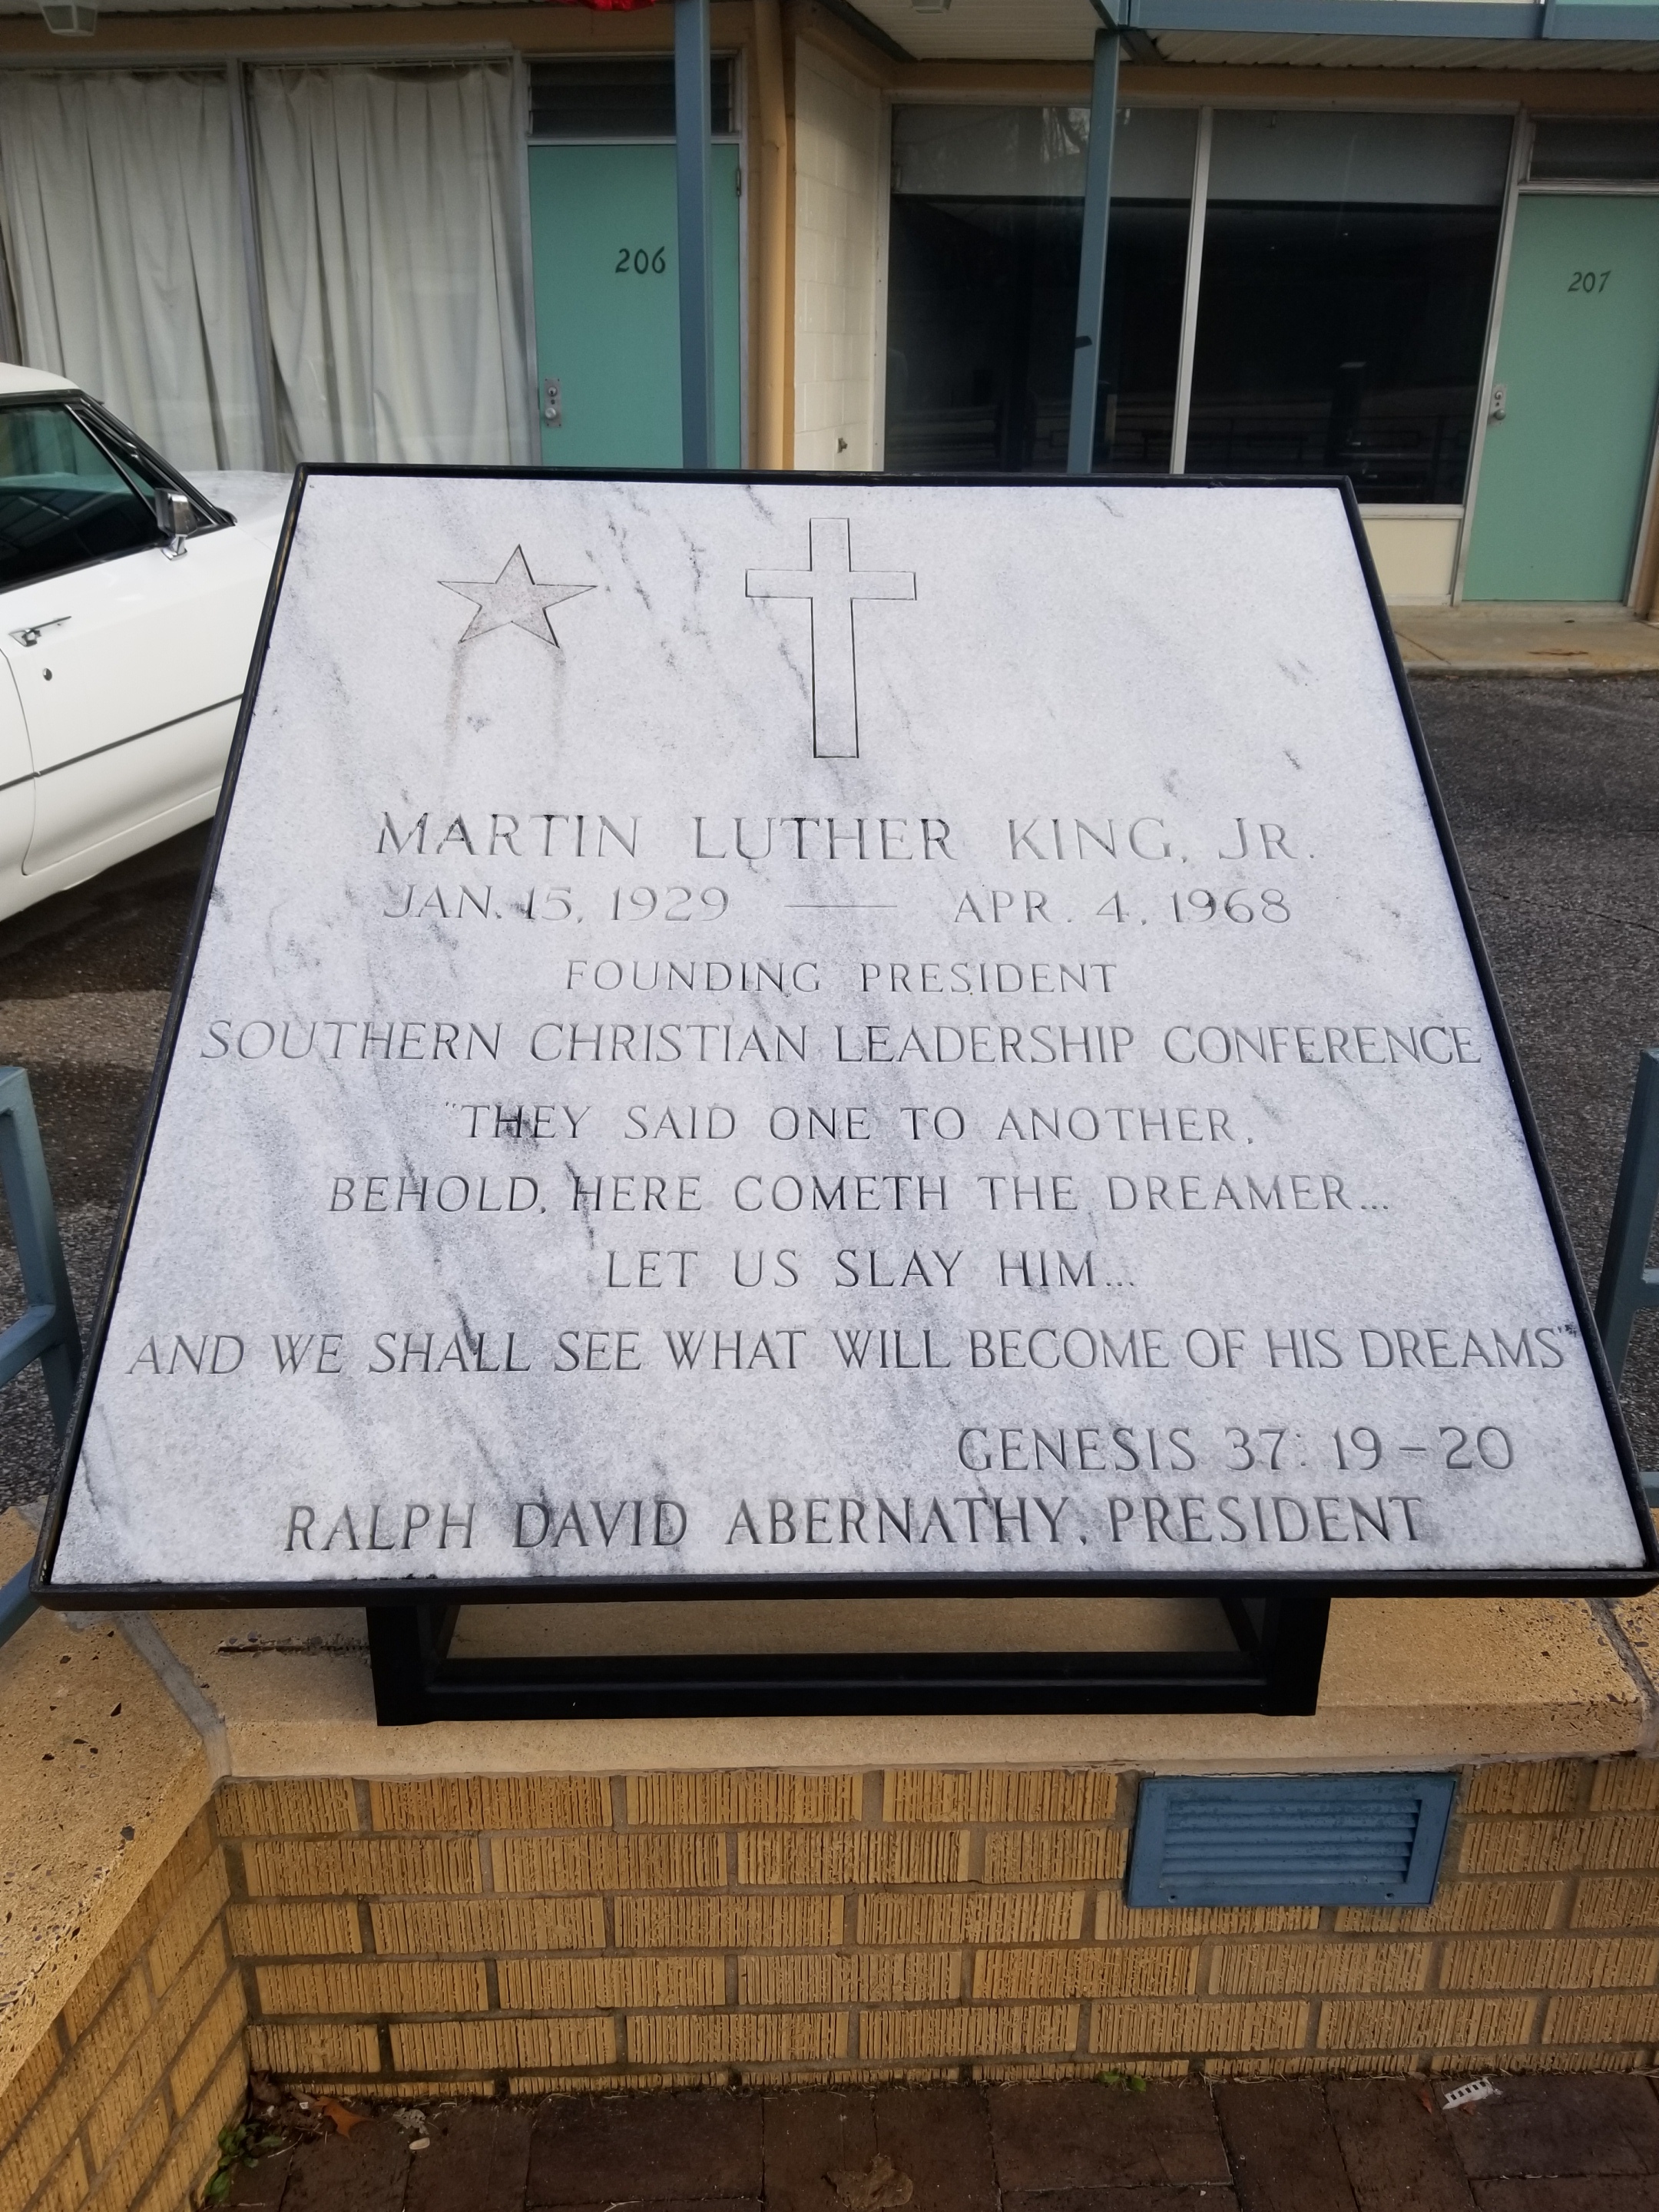 206
207
MARTIN LUTHER KING, JR.
JAN. 15, 1929 — APR. 4, 1968
FOUNDING PRESIDENT
SOUTHERN CHRISTIAN LEADERSHIP CONFERENCE
"THEY SAID ONE TO ANOTHER,
BEHOLD, HERE COMETH THE DREAMER...
LET US SLAY HIM...
AND WE SHALL SEE WHAT WILL BECOME OF HIS DREAMS"
GENESIS 37: 19 – 20
RALPH DAVID ABERNATHY, PRESIDENT